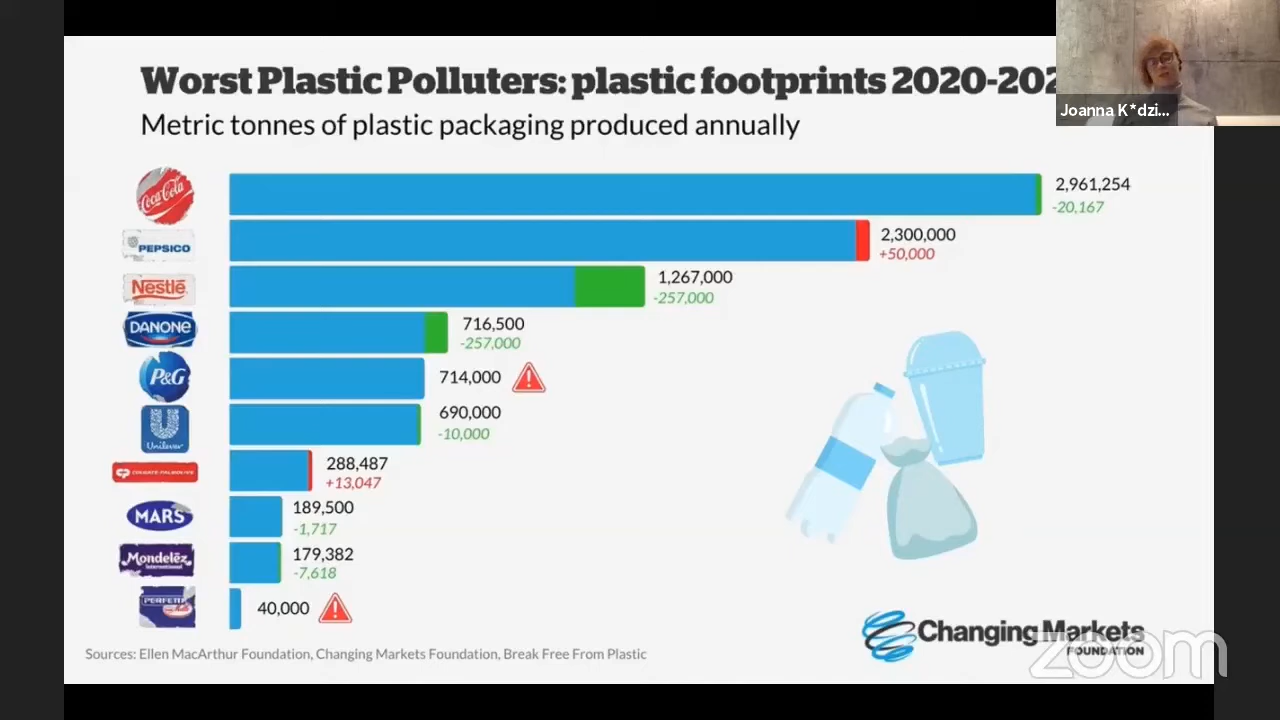 Worst Plastic Polluters: plastic footprints 2020-202
Joanna K*dzi...
Metric tonnes of plastic packaging produced annually
Coca-Cola
2,961,254
-20,167
PEPSICO
2,300,000
+50,000
Nestlé
1,267,000
-257,000
DANONE
716,500
-257,000
P&G
714,000
Unilever
690,000
-10,000
COLGATE-PALMOLIVE
288,487
+13,047
MARS
189,500
-1,717
Mondelēz
International
179,382
-7,618
PERFETTI
40,000
Changing Markets
FOUNDATION
zoom
Sources: Ellen MacArthur Foundation, Changing Markets Foundation, Break Free From Plastic